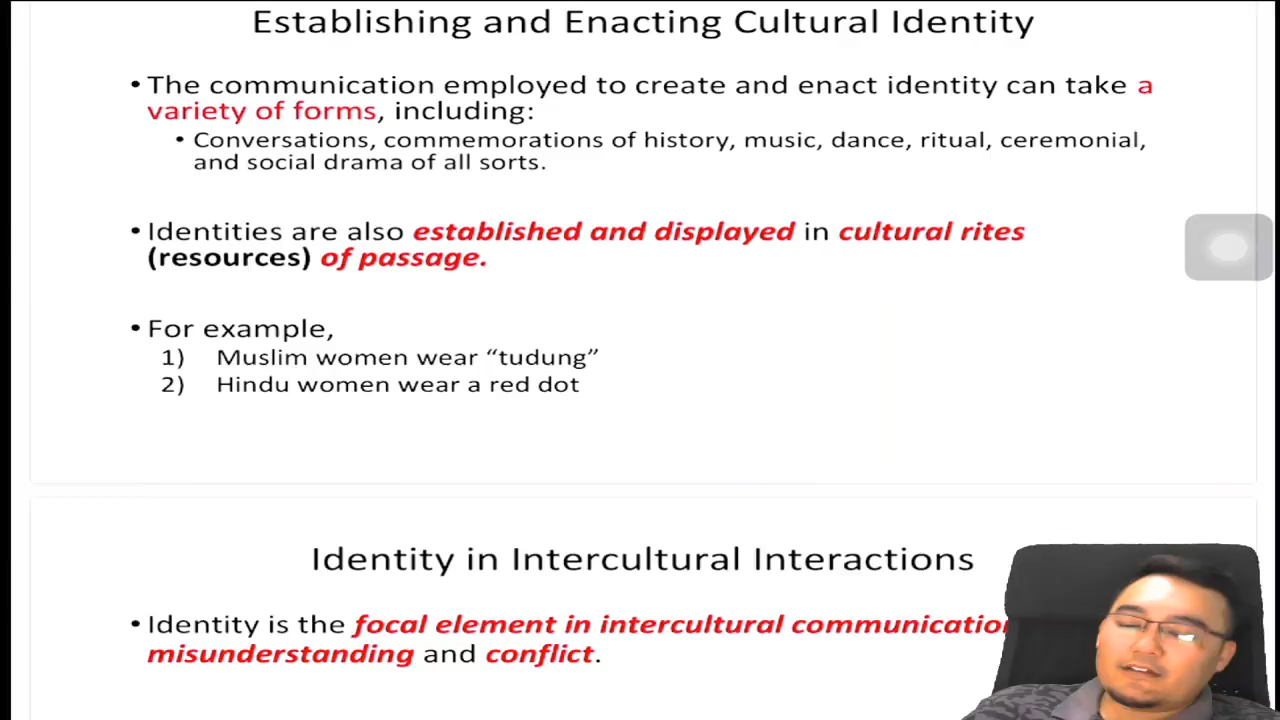 Establishing and Enacting Cultural Identity
• The communication employed to create and enact identity can take a
variety of forms, including:
• Conversations, commemorations of history, music, dance, ritual, ceremonial,
and social drama of all sorts.
• Identities are also established and displayed in cultural rites
(resources) of passage.
• For example,
1) Muslim women wear “tudung”
2) Hindu women wear a red dot
Identity in Intercultural Interactions
• Identity is the focal element in intercultural communication
misunderstanding and conflict.